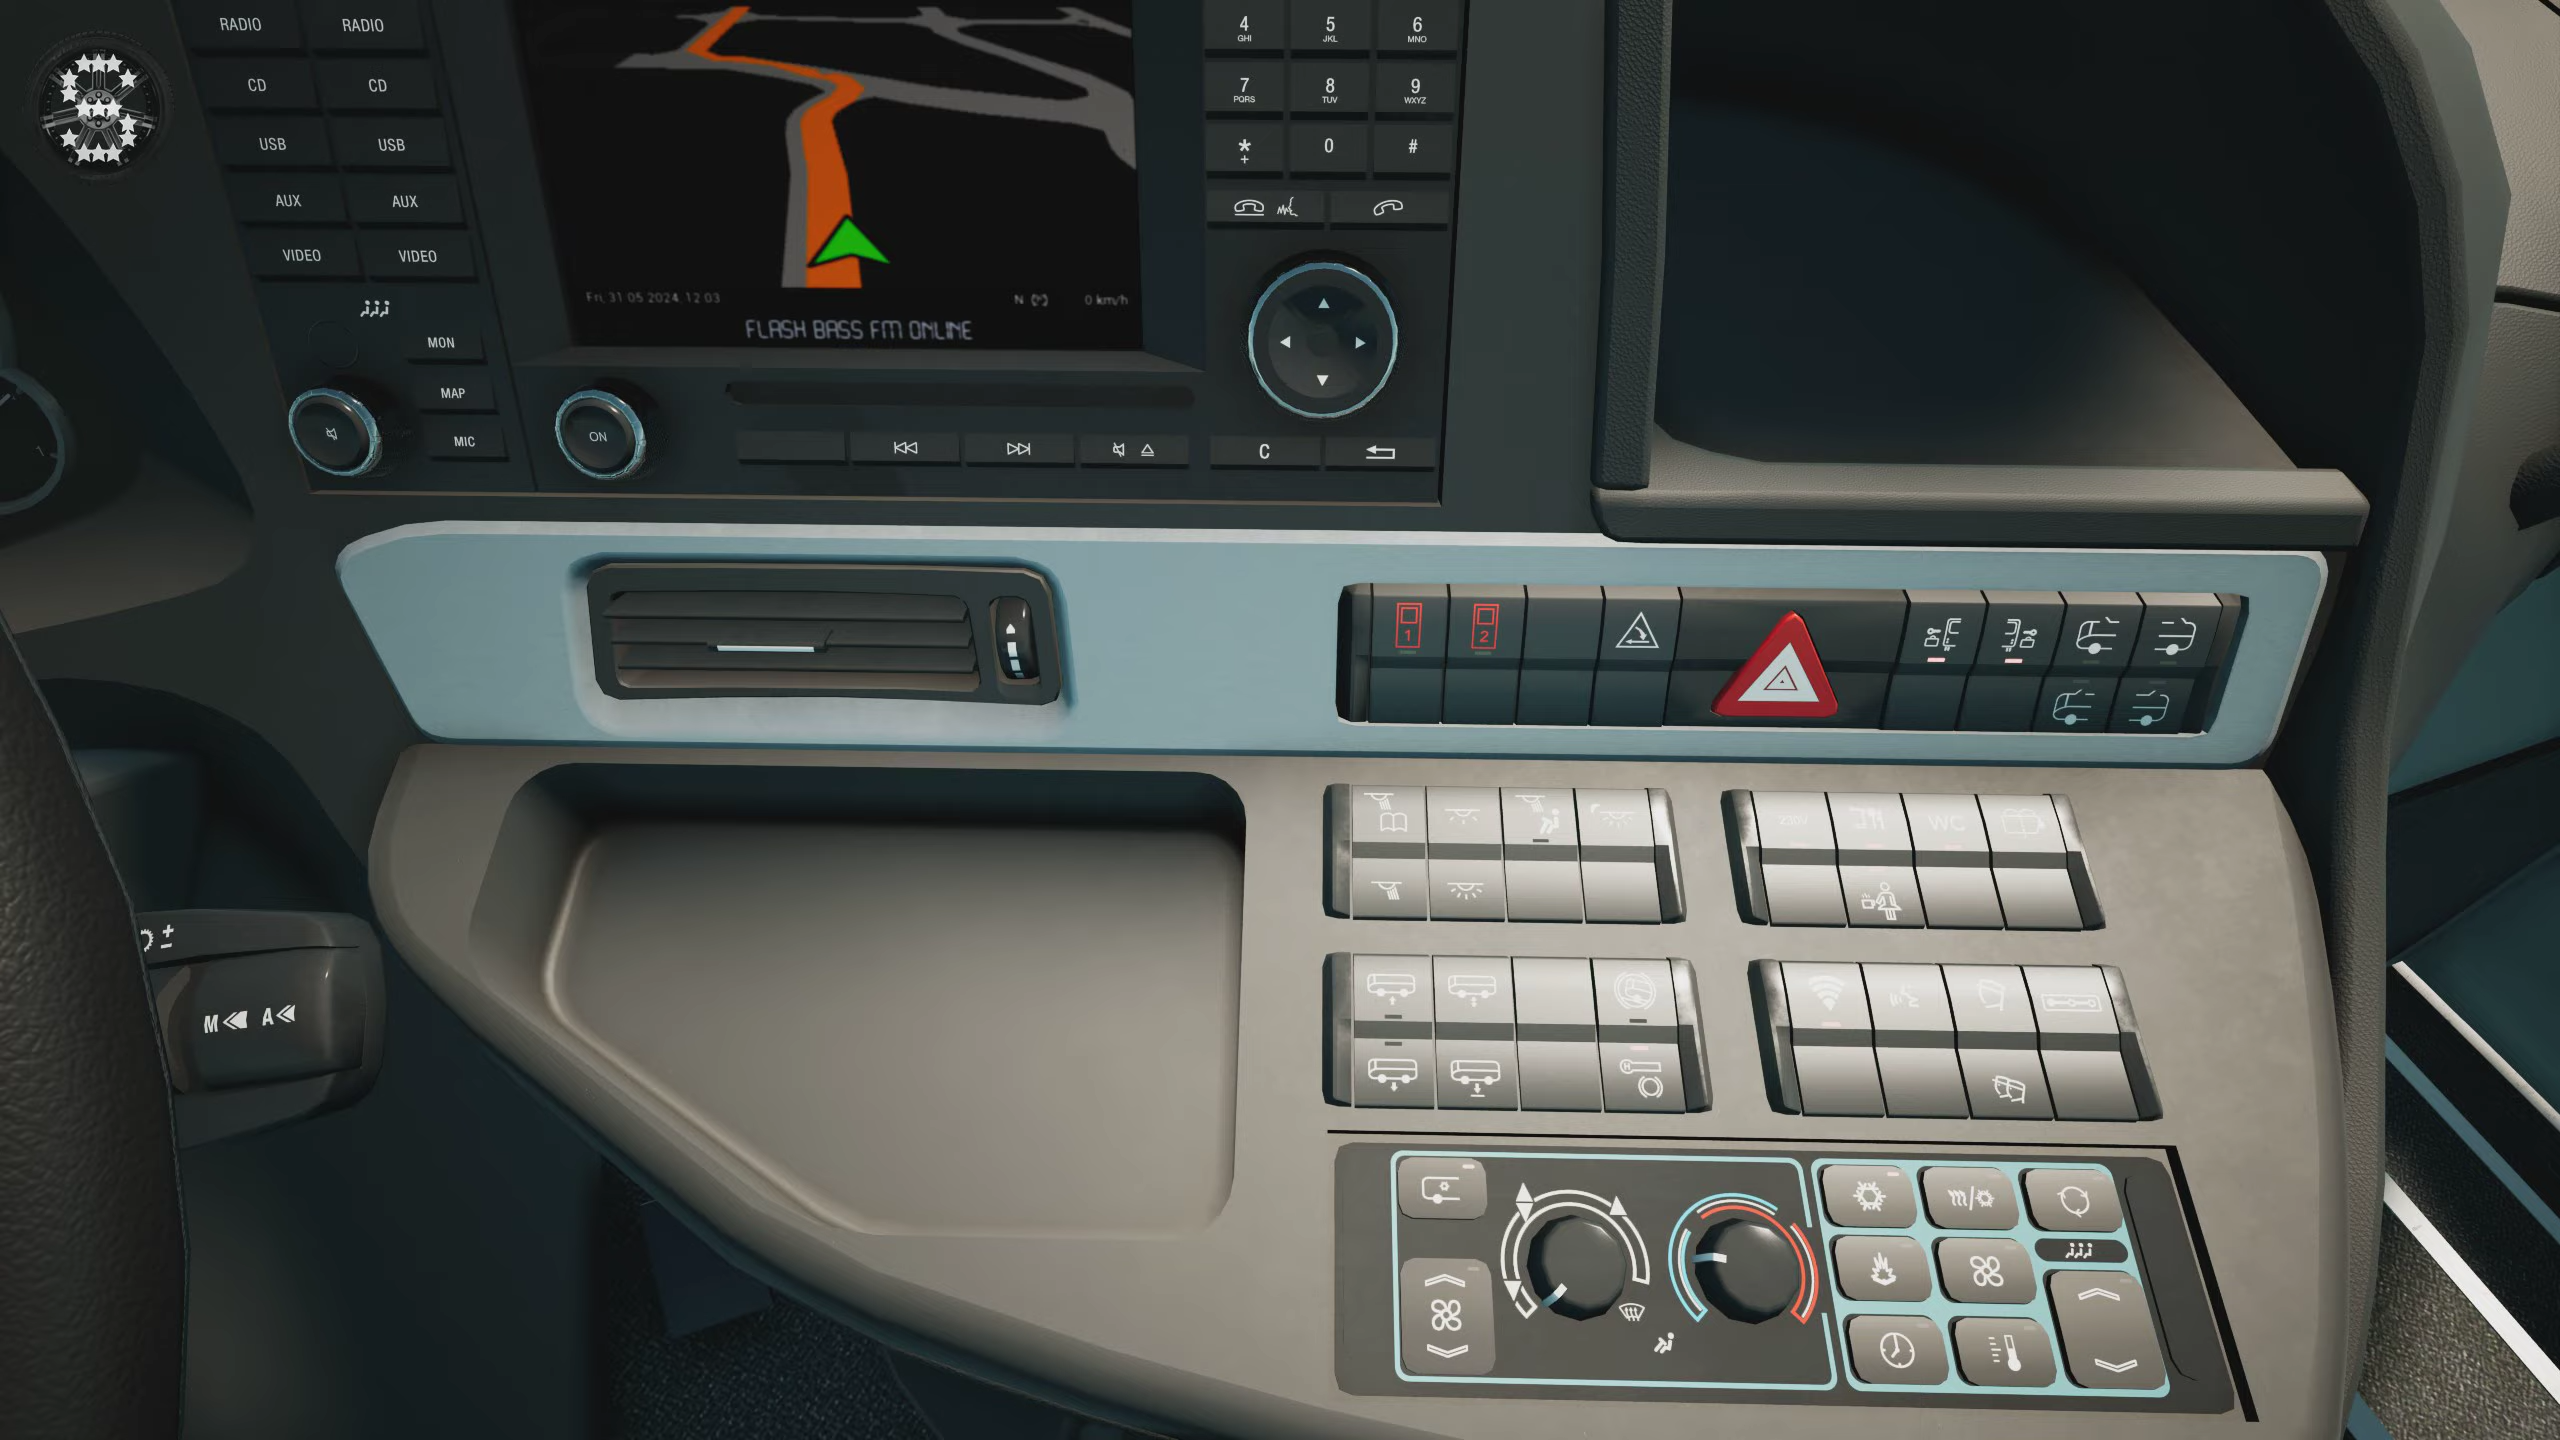 RADIO RADIO
CD CD
USB USB
AUX AUX
VIDEO VIDEO
MON
MAP
MIC
ON
Fri, 31 05 2024, 12 03
N
0 km/h
FLASH BASS FM ONLINE
4 5 6
GHI JKL MNO
7 8 9
PQRS TUV WXYZ
* 0 #
+
C
1 2
230V WC
M A
H